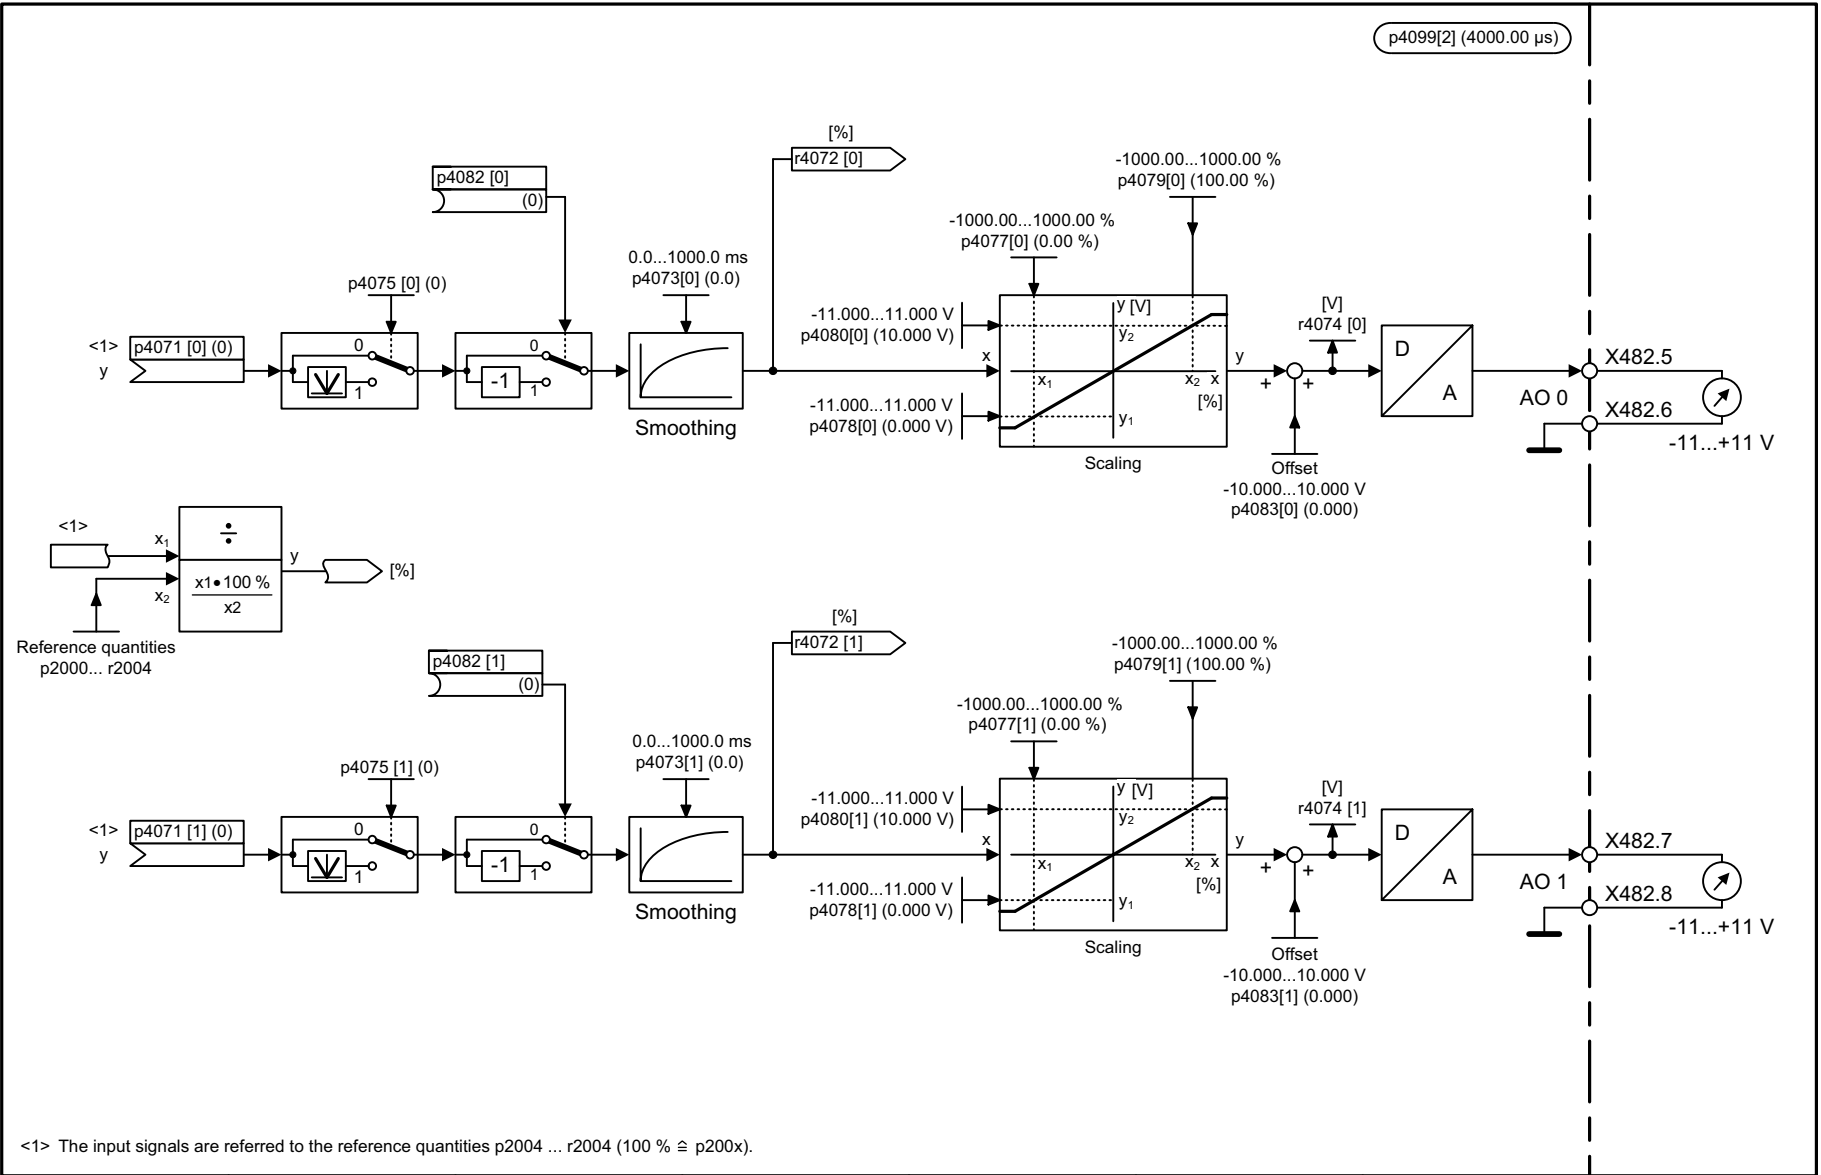 p4099[2] (4000.00 µs)
[%]
r4072 [0]
-1000.00...1000.00 %
p4079[0] (100.00 %)
p4082 [0]
(0)
-1000.00...1000.00 %
p4077[0] (0.00 %)
0.0...1000.0 ms
p4073[0] (0.0)
p4075 [0] (0)
-11.000...11.000 V
p4080[0] (10.000 V)
y [V]
y2
[V]
r4074 [0]
<1>
y
p4071 [0] (0)
0
1
0
-1
1
x
x1
x2
x
[%]
y
+
+
D
A
AO 0
X482.5
X482.6
-11...+11 V
-11.000...11.000 V
p4078[0] (0.000 V)
y1
Smoothing
Scaling
Offset
-10.000...10.000 V
p4083[0] (0.000)
<1>
x1
x2
÷
x1•100 %
x2
y
[%]
Reference quantities
p2000... r2004
[%]
r4072 [1]
-1000.00...1000.00 %
p4079[1] (100.00 %)
p4082 [1]
(0)
-1000.00...1000.00 %
p4077[1] (0.00 %)
0.0...1000.0 ms
p4073[1] (0.0)
p4075 [1] (0)
-11.000...11.000 V
p4080[1] (10.000 V)
y [V]
y2
[V]
r4074 [1]
<1>
y
p4071 [1] (0)
0
1
0
-1
1
x
x1
x2
x
[%]
y
+
+
D
A
AO 1
X482.7
X482.8
-11...+11 V
-11.000...11.000 V
p4078[1] (0.000 V)
y1
Smoothing
Scaling
Offset
-10.000...10.000 V
p4083[1] (0.000)
<1> The input signals are referred to the reference quantities p2004 ... r2004 (100 % ≙ p200x).